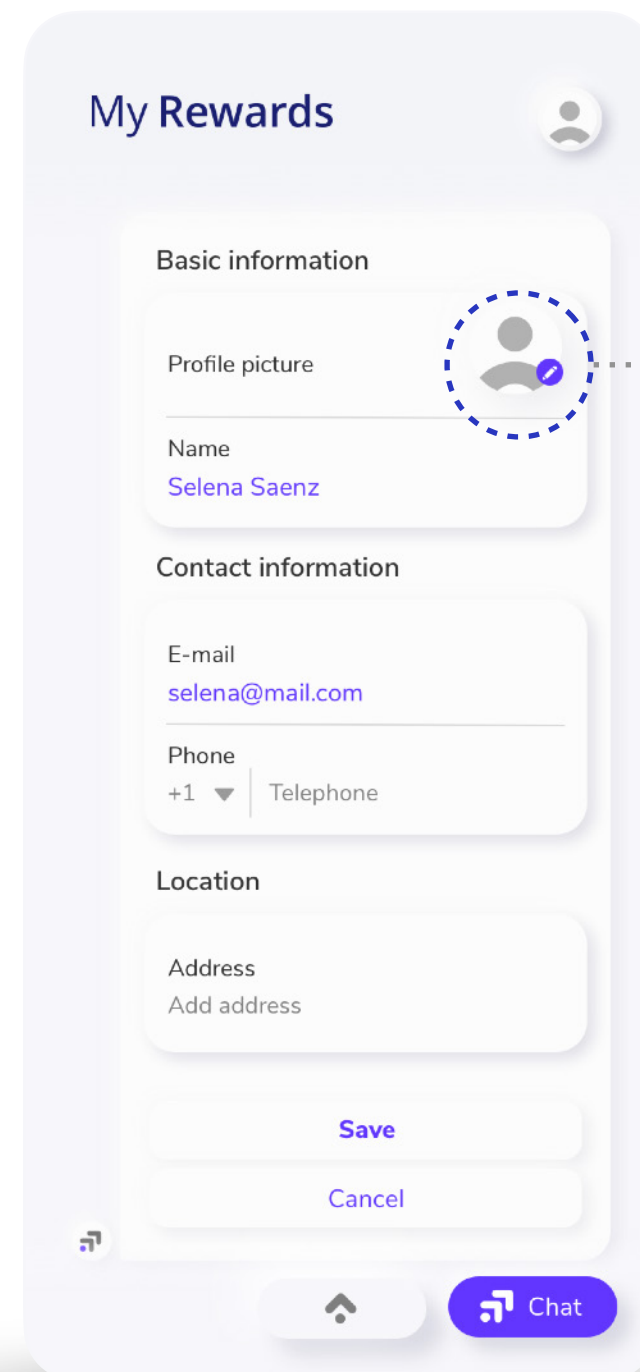 My Rewards
Basic information
Profile picture
Name
Selena Saenz
Contact information
E-mail
selena@mail.com
Phone
+1
Telephone
Location
Address
Add address
Save
Cancel
Chat